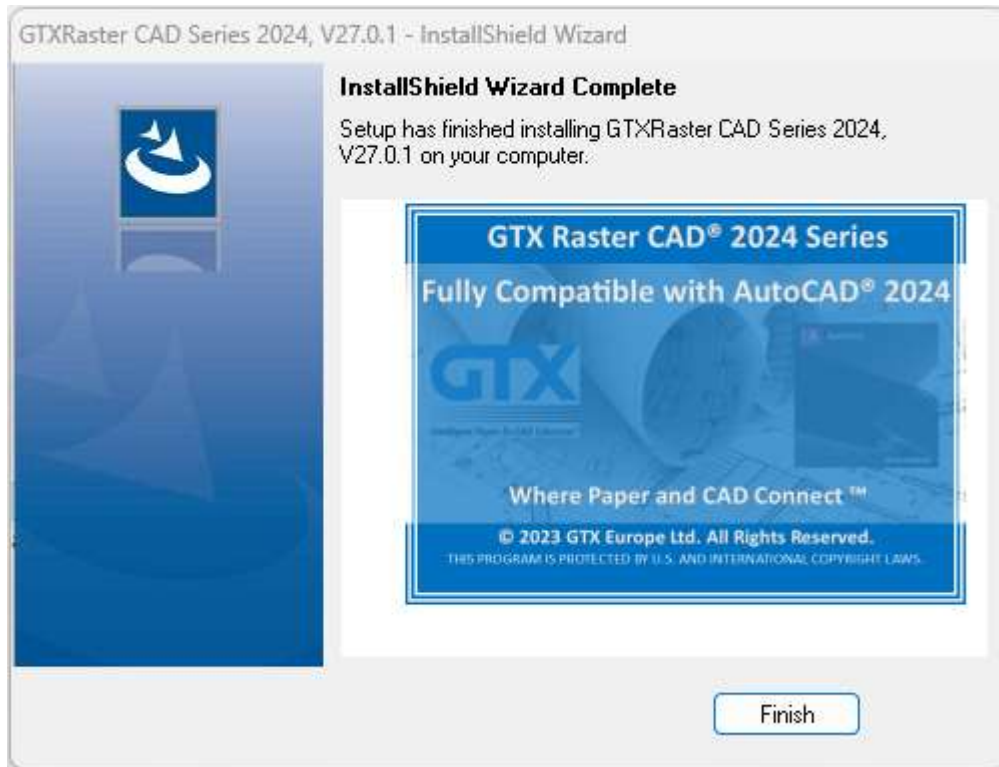 GTXRaster CAD Series 2024, V27.0.1 - InstallShield Wizard
InstallShield Wizard Complete
Setup has finished installing GTXRaster CAD Series 2024,
V27.0.1 on your computer.
GTX Raster CAD® 2024 Series
Fully Compatible with AutoCAD® 2024
GTX
Where Paper and CAD Connect ™
© 2023 GTX Europe Ltd. All Rights Reserved.
THIS PROGRAM IS PROTECTED BY U.S. AND INTERNATIONAL COPYRIGHT LAWS.
Finish